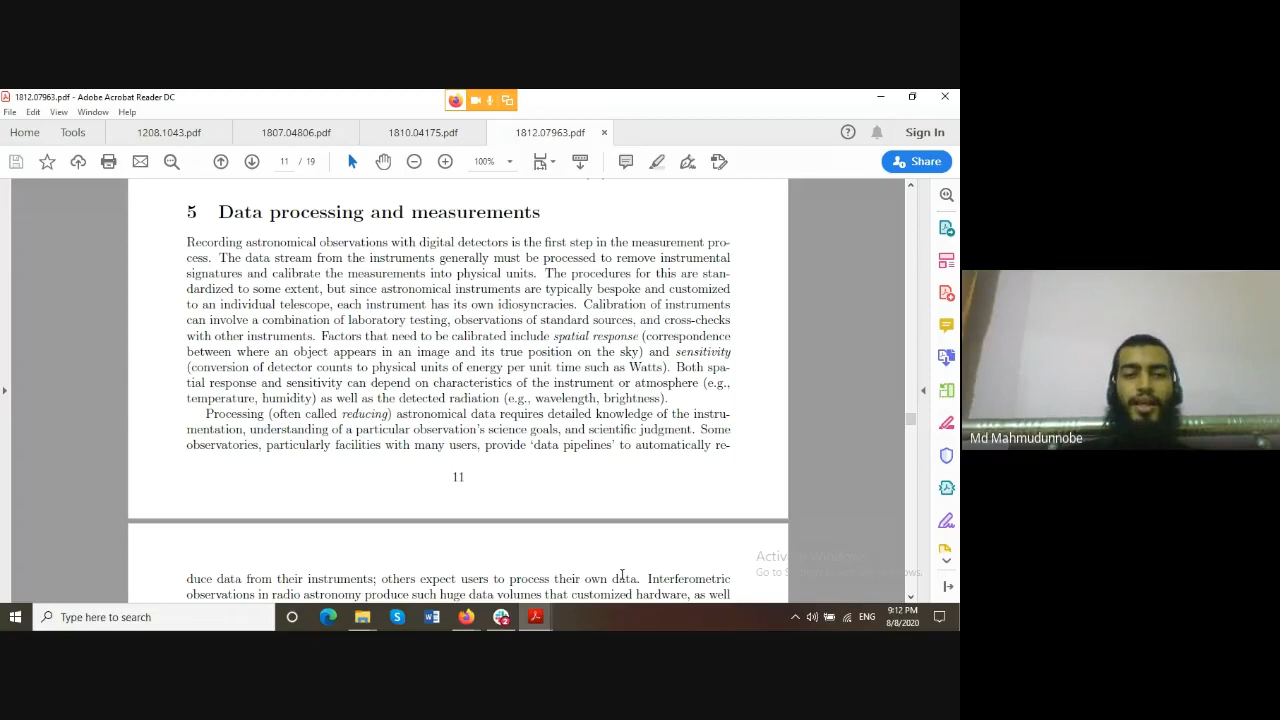 1812.07963.pdf - Adobe Acrobat Reader DC
File Edit View Window Help
Home Tools 1208.1043.pdf 1807.04806.pdf 1810.04175.pdf 1812.07963.pdf × Sign In
11 / 19 100% Share
5 Data processing and measurements
Recording astronomical observations with digital detectors is the first step in the measurement pro-
cess. The data stream from the instruments generally must be processed to remove instrumental
signatures and calibrate the measurements into physical units. The procedures for this are stan-
dardized to some extent, but since astronomical instruments are typically bespoke and customized
to an individual telescope, each instrument has its own idiosyncracies. Calibration of instruments
can involve a combination of laboratory testing, observations of standard sources, and cross-checks
with other instruments. Factors that need to be calibrated include spatial response (correspondence
between where an object appears in an image and its true position on the sky) and sensitivity
(conversion of detector counts to physical units of energy per unit time such as Watts). Both spa-
tial response and sensitivity can depend on characteristics of the instrument or atmosphere (e.g.,
temperature, humidity) as well as the detected radiation (e.g., wavelength, brightness).
Processing (often called reducing) astronomical data requires detailed knowledge of the instru-
mentation, understanding of a particular observation's science goals, and scientific judgment. Some
observatories, particularly facilities with many users, provide 'data pipelines' to automatically re-
11
duce data from their instruments; others expect users to process their own data. Interferometric
observations in radio astronomy produce such huge data volumes that customized hardware, as well
Activate Windows
Go to
Md Mahmudunnobe
Type here to search
ENG
9:12 PM
8/8/2020